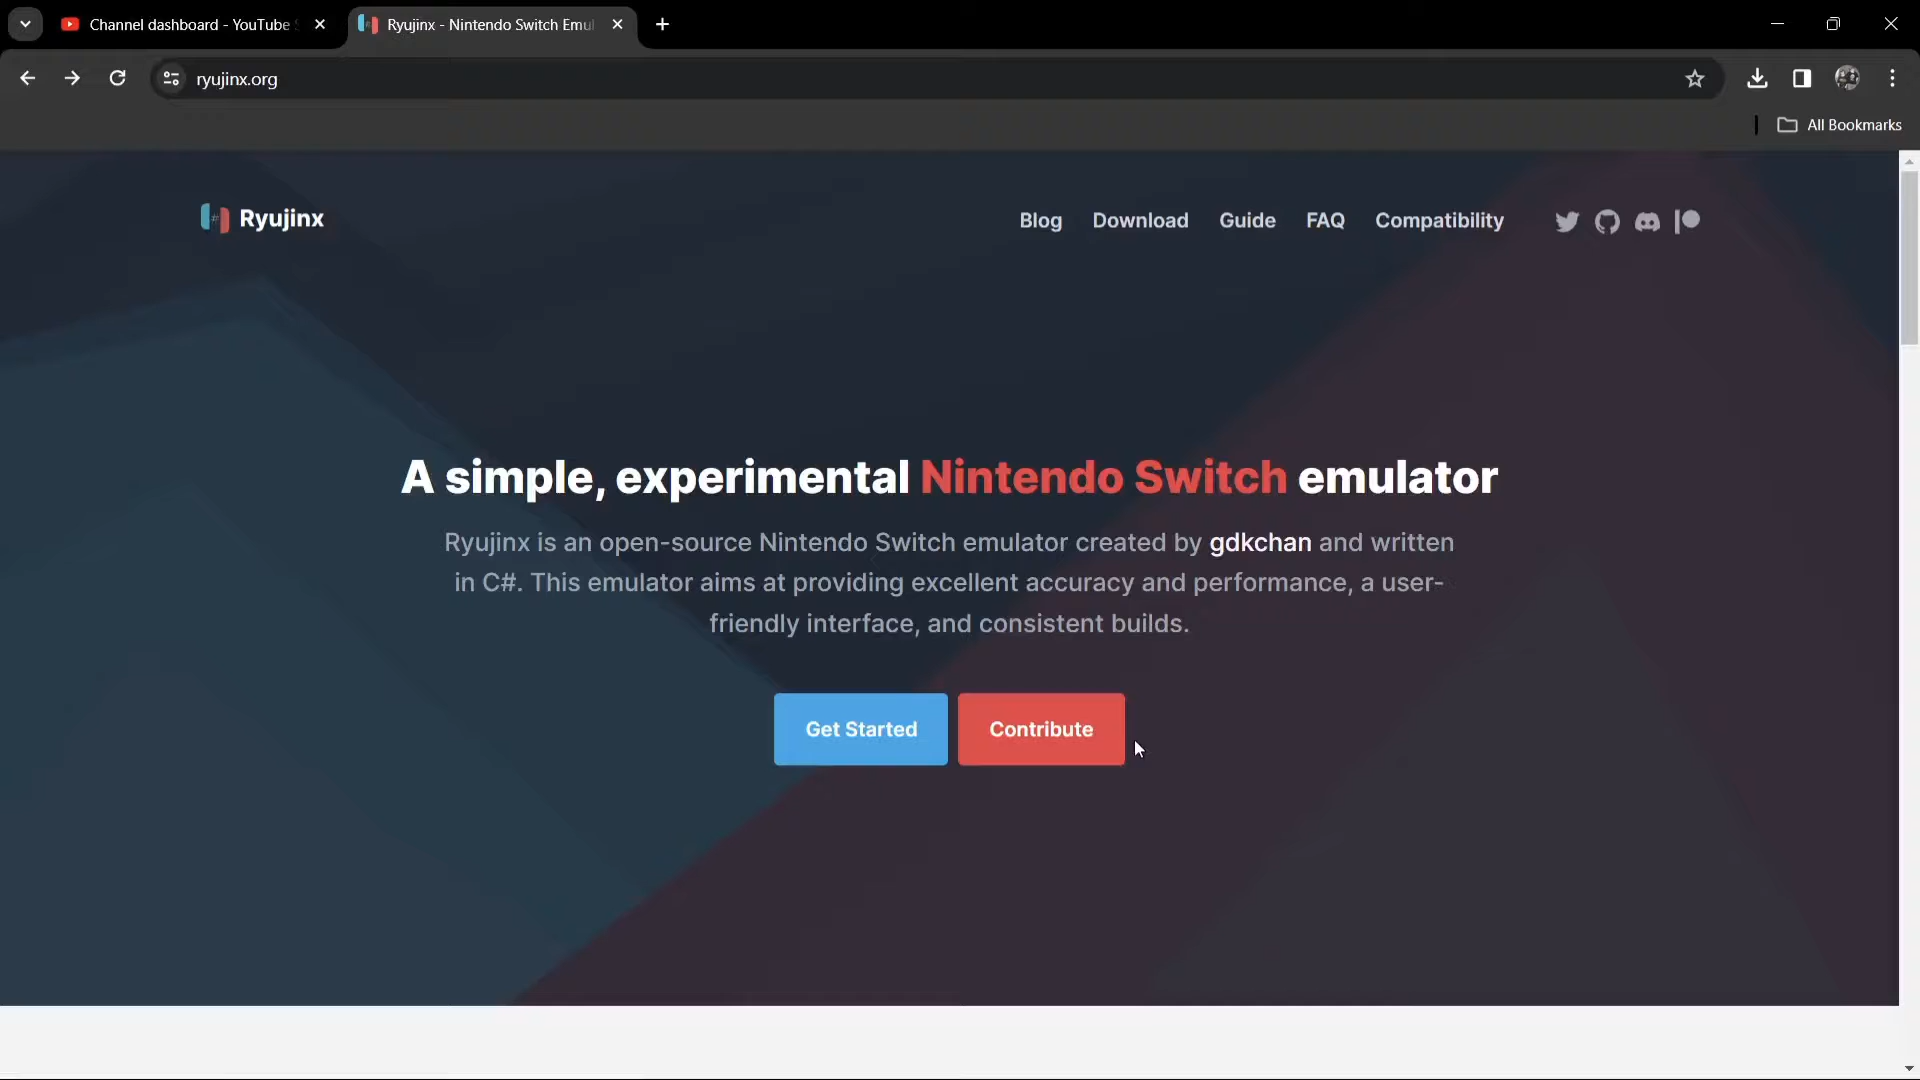 Channel dashboard - YouTube
Ryujinx - Nintendo Switch Emu
ryujinx.org
All Bookmarks
Ryujinx
Blog Download Guide FAQ Compatibility
A simple, experimental Nintendo Switch emulator
Ryujinx is an open-source Nintendo Switch emulator created by gdkchan and written
in C#. This emulator aims at providing excellent accuracy and performance, a user-
friendly interface, and consistent builds.
Get Started
Contribute